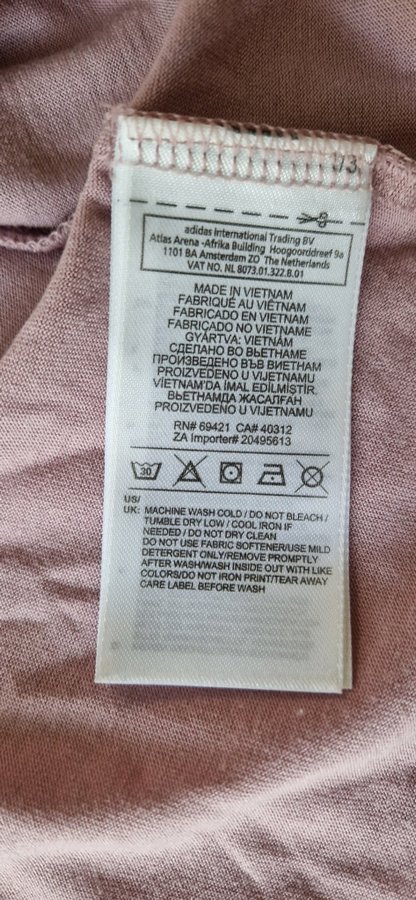 1/3
adidas International Trading BV
Atlas Arena -Afrika Building Hoogoorddreef 9a
1101 BA Amsterdam ZO The Netherlands
VAT NO. NL 8073.01.322.B.01
MADE IN VIETNAM
FABRIQUÉ AU VIÊTNAM
FABRICADO EN VIETNAM
FABRICADO NO VIETNAME
GYÁRTVA: VIETNÁM
СДЕЛАНО ВО ВЬЕТНАМЕ
ПРОИЗВЕДЕНО ВЪВ ВИЕТНАМ
PROIZVEDENO U VIJETNAMU
VİETNAM'DA İMAL EDİLMİŞTİR.
ВЬЕТНАМДА ЖАСАЛҒАН
PROIZVEDENO U VIJETNAMU
RN# 69421 CA# 40312
ZA Importer# 20495613
30
US/
UK: MACHINE WASH COLD / DO NOT BLEACH /
TUMBLE DRY LOW / COOL IRON IF
NEEDED / DO NOT DRY CLEAN
DO NOT USE FABRIC SOFTENER/USE MILD
DETERGENT ONLY/REMOVE PROMPTLY
AFTER WASH/WASH INSIDE OUT WITH LIKE
COLORS/DO NOT IRON PRINT/TEAR AWAY
CARE LABEL BEFORE WASH